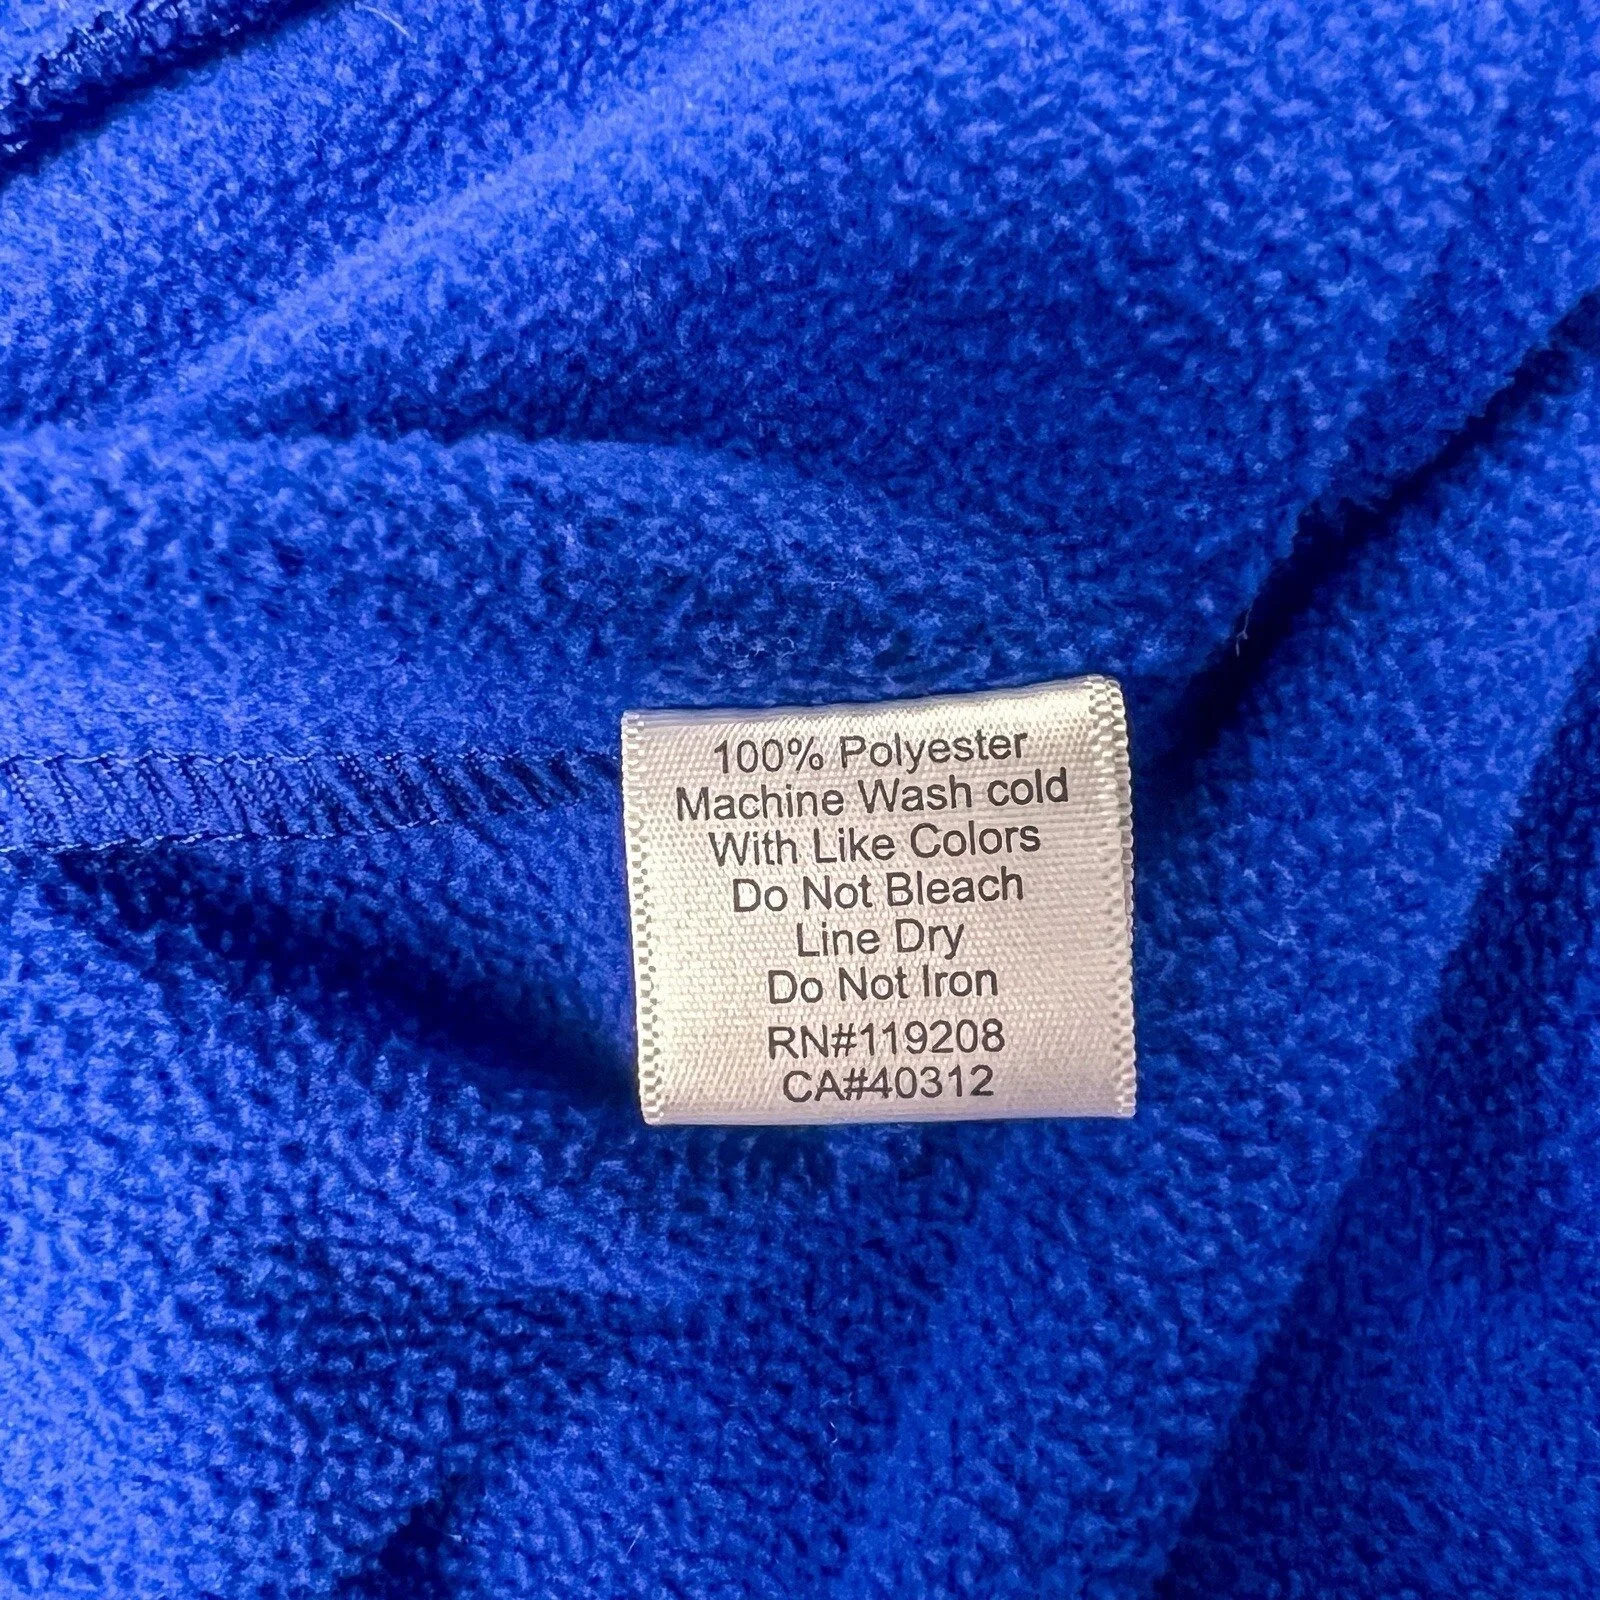 100% Polyester
Machine Wash cold
With Like Colors
Do Not Bleach
Line Dry
Do Not Iron
RN#119208
CA#40312